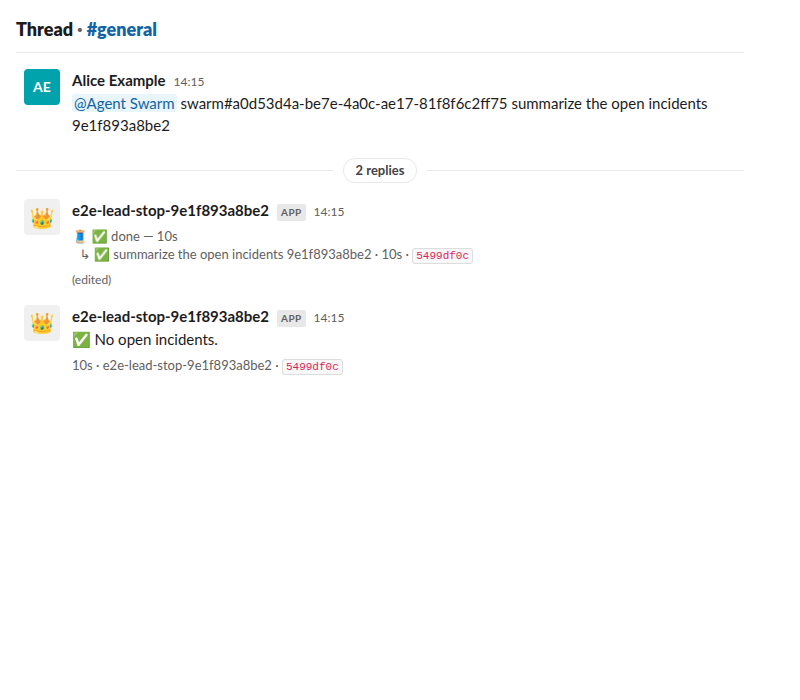 Thread • #general
AE
Alice Example 14:15
@Agent Swarm swarm#a0d53d4a-be7e-4a0c-ae17-81f8f6c2ff75 summarize the open incidents
9e1f893a8be2
2 replies
e2e-lead-stop-9e1f893a8be2 APP 14:15
🧵 ✅ done — 10s
↳ ✅ summarize the open incidents 9e1f893a8be2 · 10s · 5499df0c
(edited)
e2e-lead-stop-9e1f893a8be2 APP 14:15
✅ No open incidents.
10s · e2e-lead-stop-9e1f893a8be2 · 5499df0c